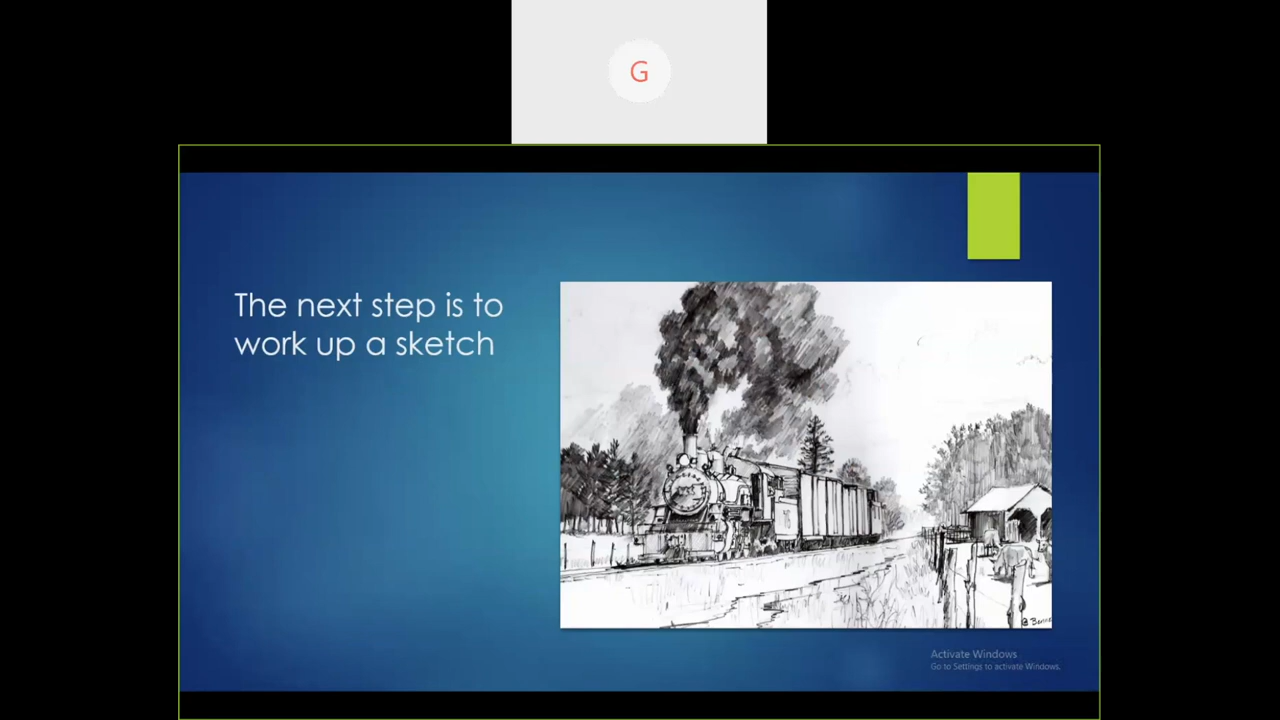 G
The next step is to
work up a sketch
Activate Windows
Go to Settings to activate Windows.